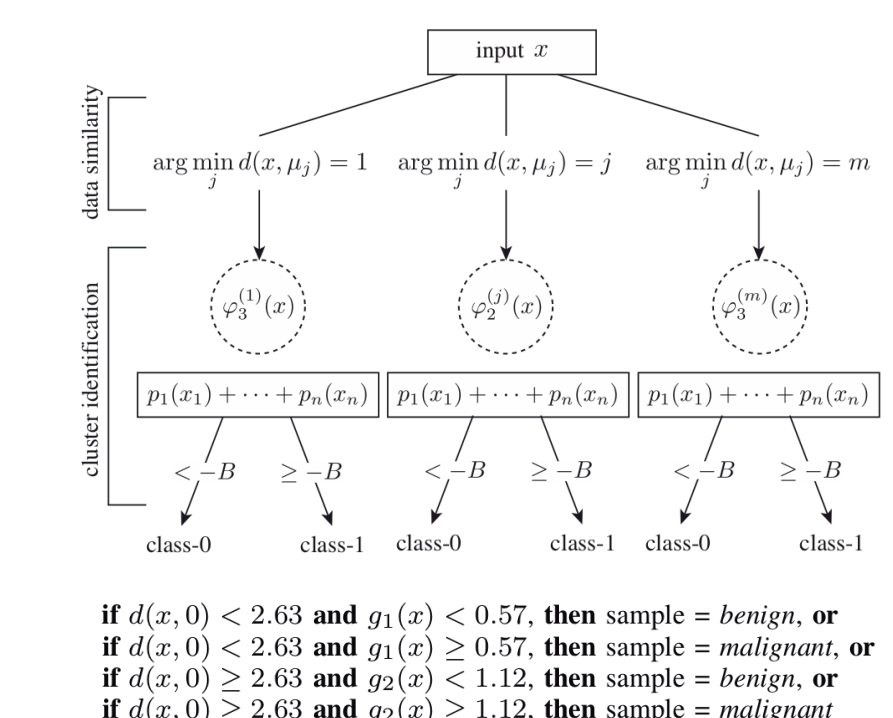 input x
data similarity
arg min_j d(x, μ_j) = 1 arg min_j d(x, μ_j) = j arg min_j d(x, μ_j) = m
cluster identification
φ_3^(1)(x) φ_2^(j)(x) φ_3^(m)(x)
p_1(x_1) + ··· + p_n(x_n) p_1(x_1) + ··· + p_n(x_n) p_1(x_1) + ··· + p_n(x_n)
< −B ≥ −B < −B ≥ −B < −B ≥ −B
class-0 class-1 class-0 class-1 class-0 class-1
if d(x, 0) < 2.63 and g_1(x) < 0.57, then sample = benign, or
if d(x, 0) < 2.63 and g_1(x) ≥ 0.57, then sample = malignant, or
if d(x, 0) ≥ 2.63 and g_2(x) < 1.12, then sample = benign, or
if d(x, 0) ≥ 2.63 and g_2(x) ≥ 1.12, then sample = malignant